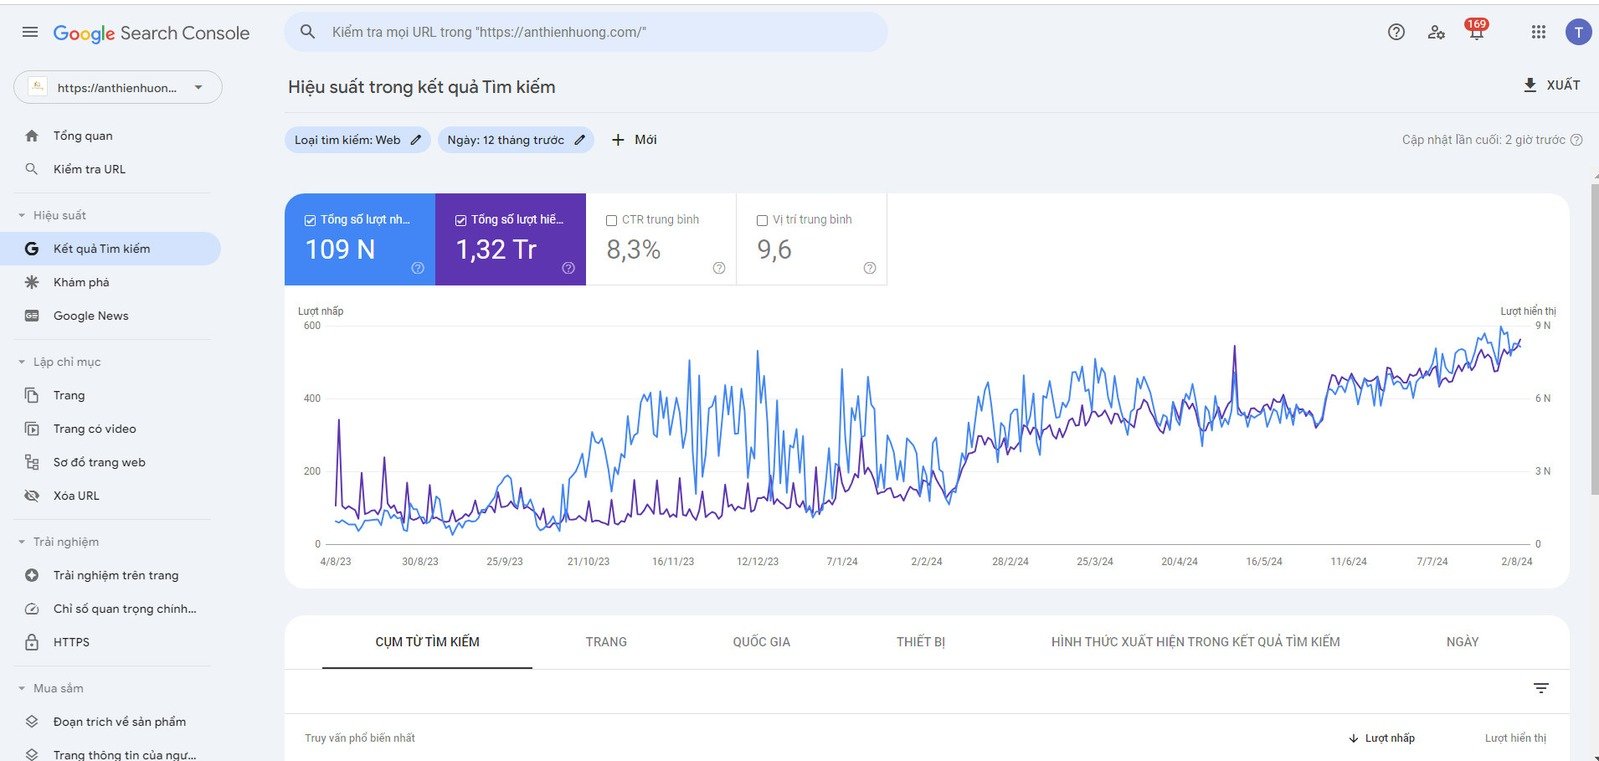 Google Search Console
Kiểm tra mọi URL trong "https://anthienhuong.com/"
169
T
https://anthienhuon...
Hiệu suất trong kết quả Tìm kiếm
XUẤT
Loại tìm kiếm: Web
Ngày: 12 tháng trước
Mới
Cập nhật lần cuối: 2 giờ trước
Tổng quan
Kiểm tra URL
Hiệu suất
Kết quả Tìm kiếm
Khám phá
Google News
Lập chỉ mục
Trang
Trang có video
Sơ đồ trang web
Xóa URL
Trải nghiệm
Trải nghiệm trên trang
Chỉ số quan trọng chính...
HTTPS
Mua sắm
Đoạn trích về sản phẩm
Trang thông tin của ngư...
Tổng số lượt nh...
109 N
Tổng số lượt hiể...
1,32 Tr
CTR trung bình
8,3%
Vị trí trung bình
9,6
Lượt nhấp
Lượt hiển thị
600
9 N
400
6 N
200
3 N
0
0
4/8/23
30/8/23
25/9/23
21/10/23
16/11/23
12/12/23
7/1/24
2/2/24
28/2/24
25/3/24
20/4/24
16/5/24
11/6/24
7/7/24
2/8/24
CỤM TỪ TÌM KIẾM
TRANG
QUỐC GIA
THIẾT BỊ
HÌNH THỨC XUẤT HIỆN TRONG KẾT QUẢ TÌM KIẾM
NGÀY
Truy vấn phổ biến nhất
Lượt nhấp
Lượt hiển thị